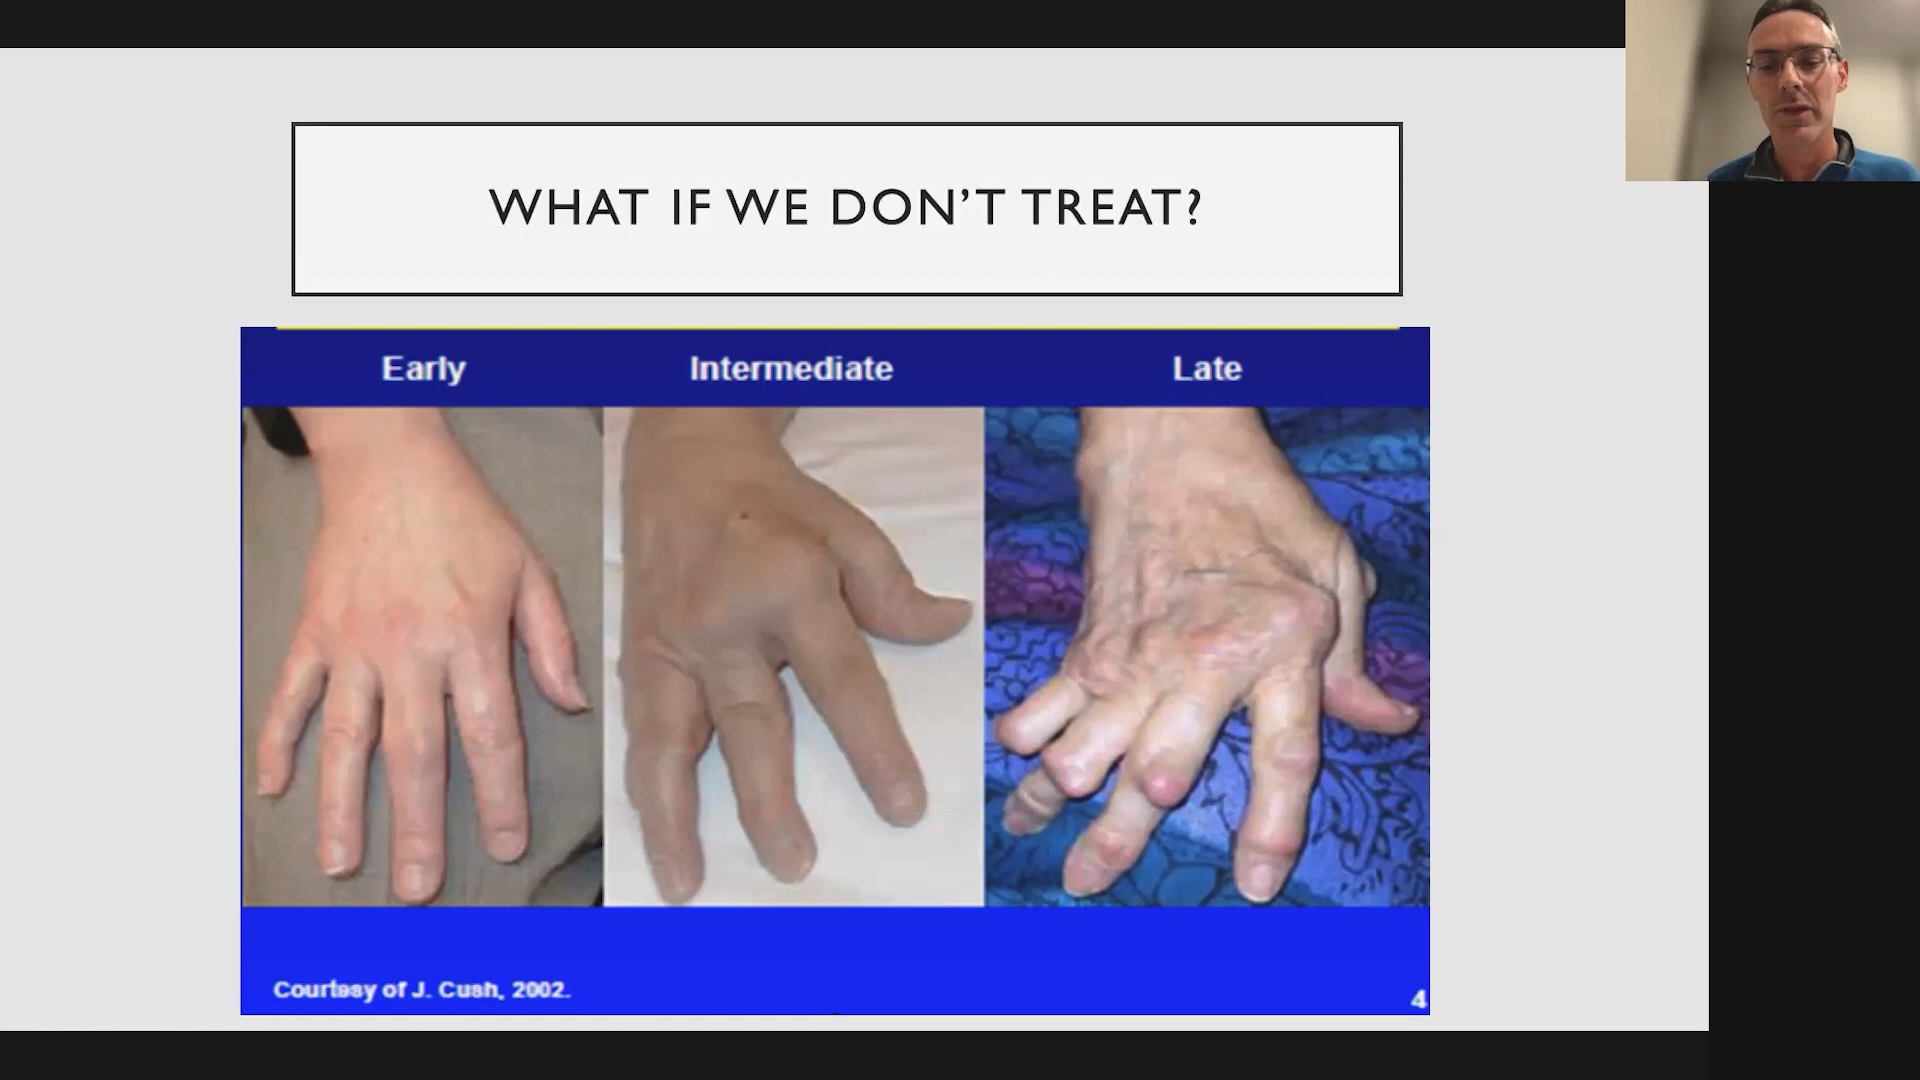 WHAT IF WE DON’T TREAT?
Early Intermediate Late
Courtesy of J. Cush, 2002.
4